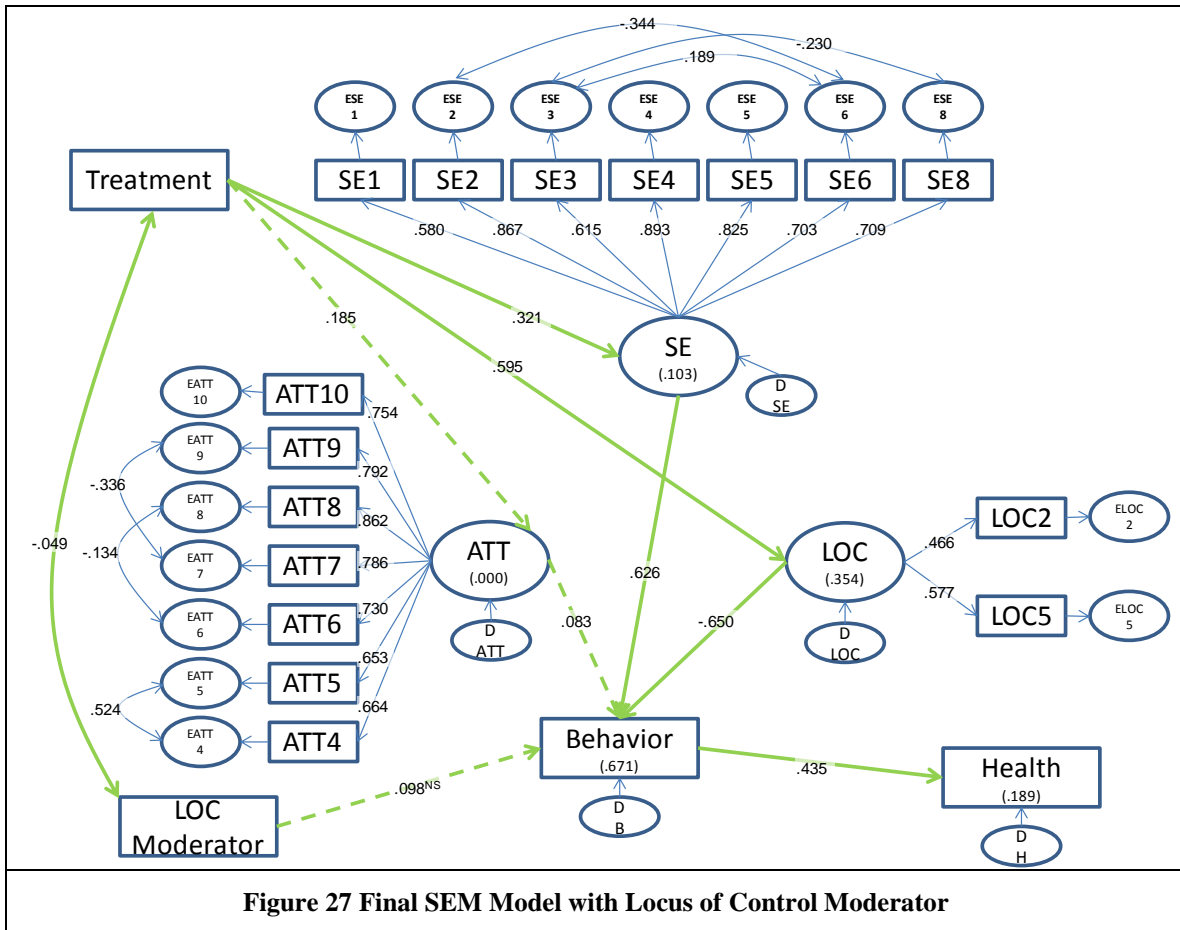 -.344
-.230
.189
ESE
1
ESE
2
ESE
3
ESE
4
ESE
5
ESE
6
ESE
8
Treatment
SE1
SE2
SE3
SE4
SE5
SE6
SE8
.580
.867
.615
.893
.825
.703
.709
.185
.321
.595
SE
(.103)
D
SE
EATT
10
ATT10
.754
EATT
9
ATT9
.792
-.336
EATT
8
ATT8
.862
-.049
-.134
EATT
7
ATT7
.786
ATT
(.000)
EATT
6
ATT6
.730
D
ATT
.083
.653
EATT
5
ATT5
.664
.524
EATT
4
ATT4
.626
-.650
LOC
(.354)
D
LOC
.466
.577
LOC2
ELOC
2
LOC5
ELOC
5
LOC
Moderator
.098NS
Behavior
(.671)
D
B
.435
Health
(.189)
D
H
Figure 27 Final SEM Model with Locus of Control Moderator